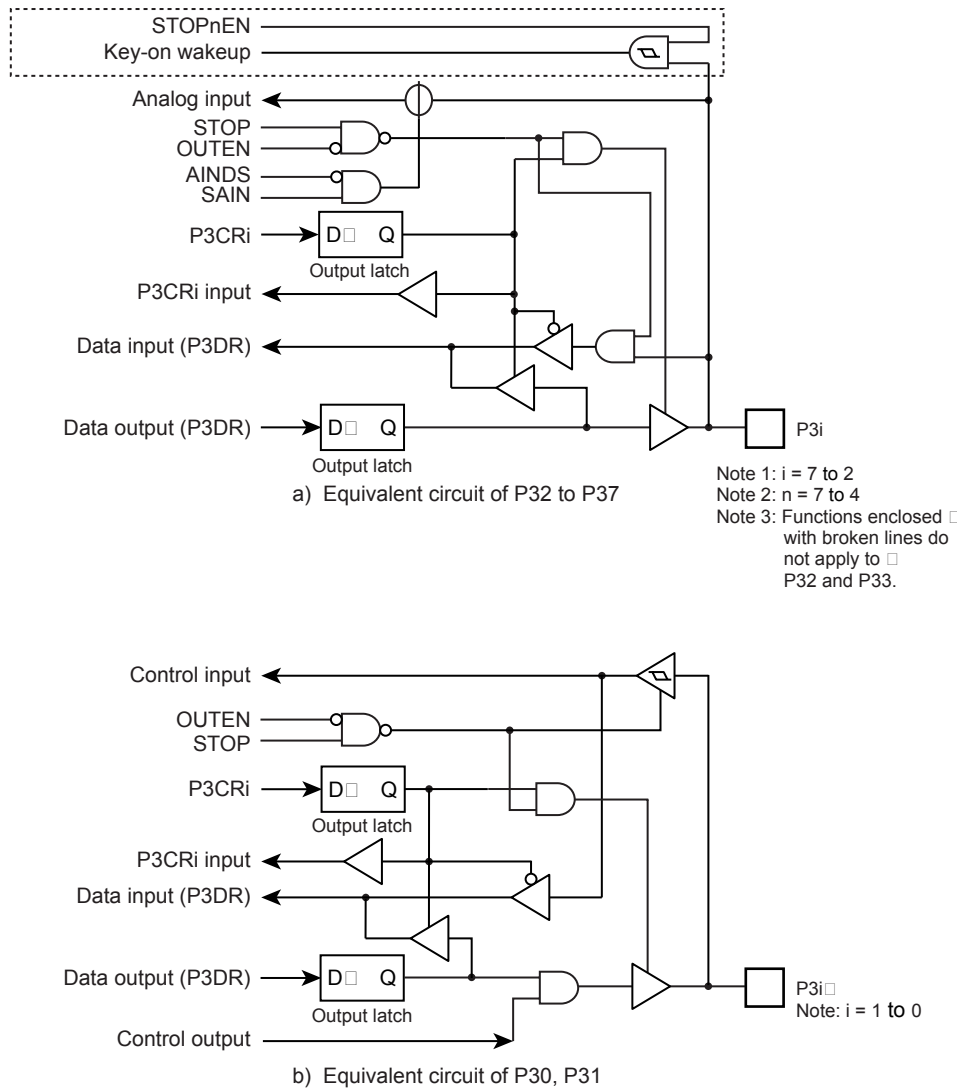 STOPnEN
Key-on wakeup
Analog input
STOP
OUTEN
AINDS
SAIN
P3CRi
D□ Q
Output latch
P3CRi input
Data input (P3DR)
Data output (P3DR)
D□ Q
P3i
Output latch
a) Equivalent circuit of P32 to P37
Note 1: i = 7 to 2
Note 2: n = 7 to 4
Note 3: Functions enclosed □
with broken lines do
not apply to □
P32 and P33.
Control input
OUTEN
STOP
P3CRi
D□ Q
Output latch
P3CRi input
Data input (P3DR)
Data output (P3DR)
D□ Q
P3i□
Note: i = 1 to 0
Output latch
Control output
b) Equivalent circuit of P30, P31